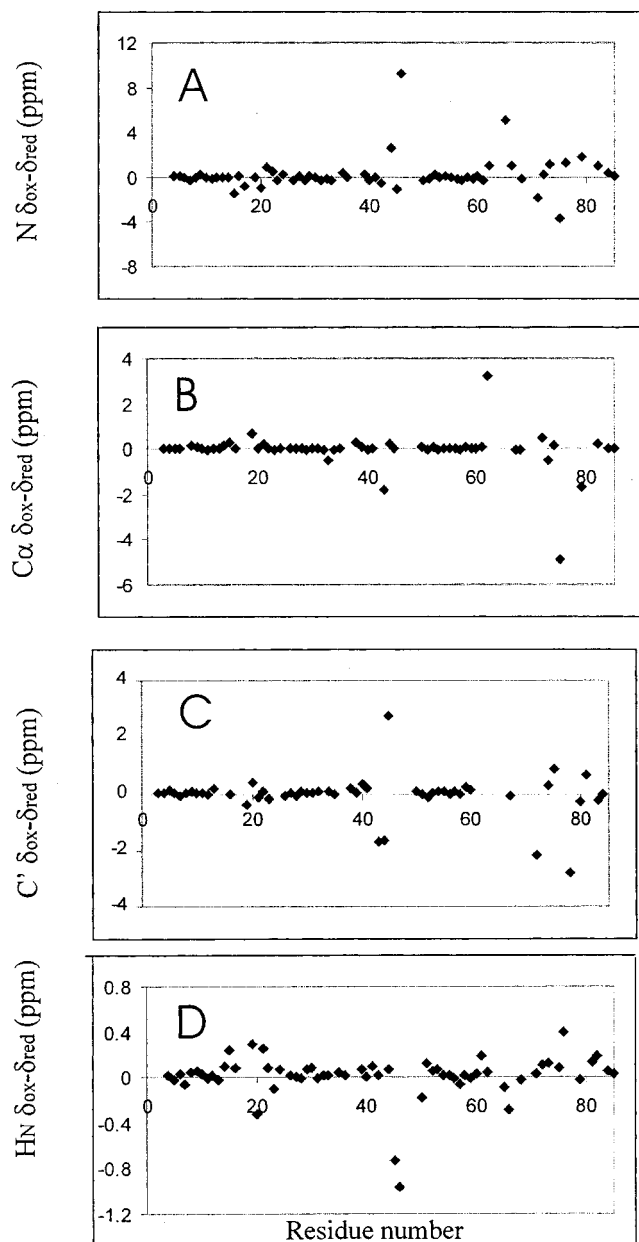 N δox-δred (ppm)
12
8
4
0
-4
-8
A
0 20 40 60 80
Cα δox-δred (ppm)
4
2
0
-2
-4
-6
B
0 20 40 60 80
C' δox-δred (ppm)
4
2
0
-2
-4
C
0 20 40 60 80
HN δox-δred (ppm)
0.8
0.4
0
-0.4
-0.8
-1.2
D
0 20 40 60 80
Residue number